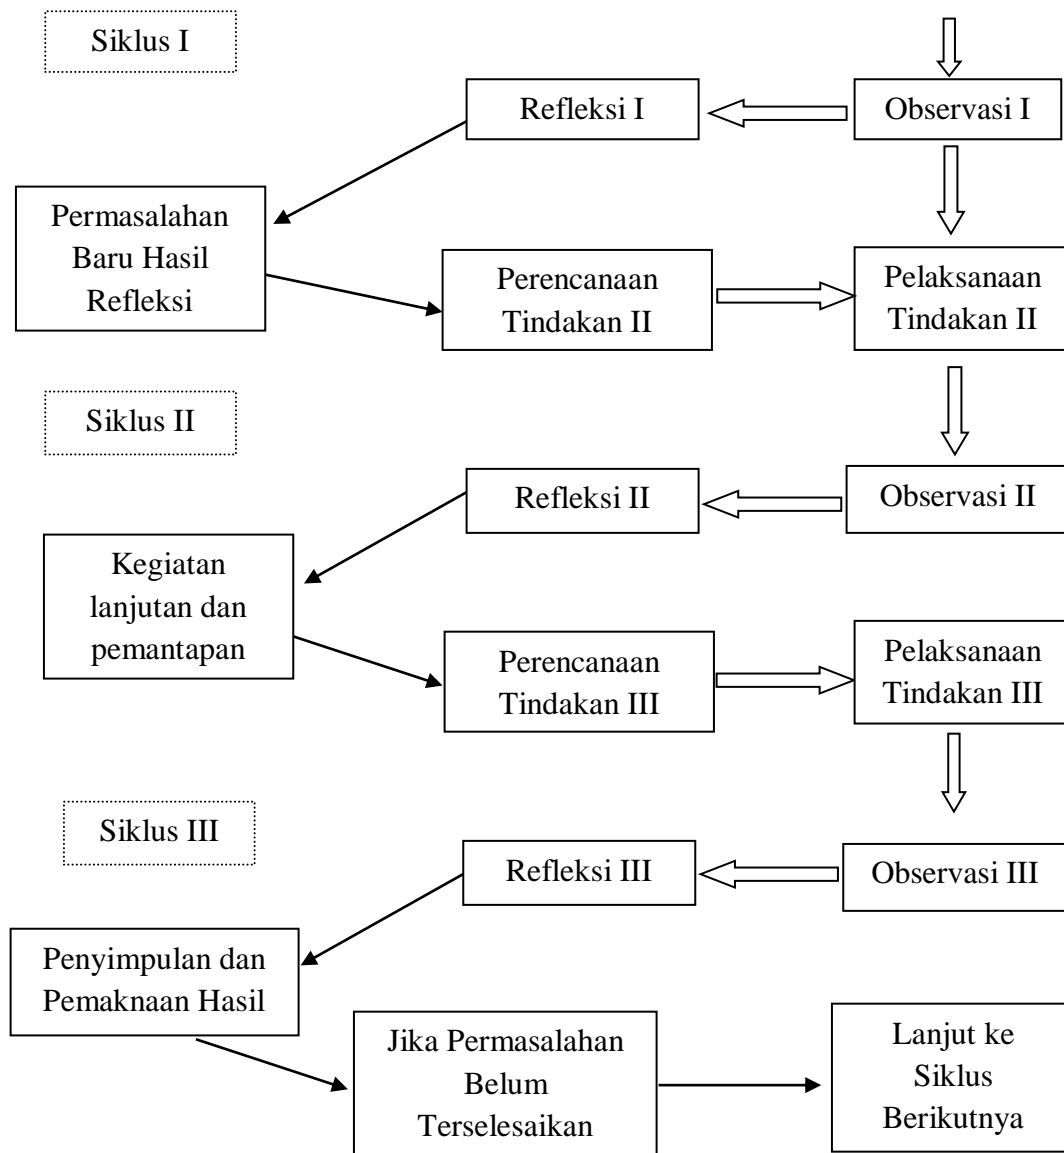 Siklus I
Refleksi I
Observasi I
Permasalahan
Baru Hasil
Refleksi
Perencanaan
Tindakan II
Pelaksanaan
Tindakan II
Siklus II
Refleksi II
Observasi II
Kegiatan
lanjutan dan
pemantapan
Perencanaan
Tindakan III
Pelaksanaan
Tindakan III
Siklus III
Refleksi III
Observasi III
Penyimpulan dan
Pemaknaan Hasil
Jika Permasalahan
Belum
Terselesaikan
Lanjut ke
Siklus
Berikutnya